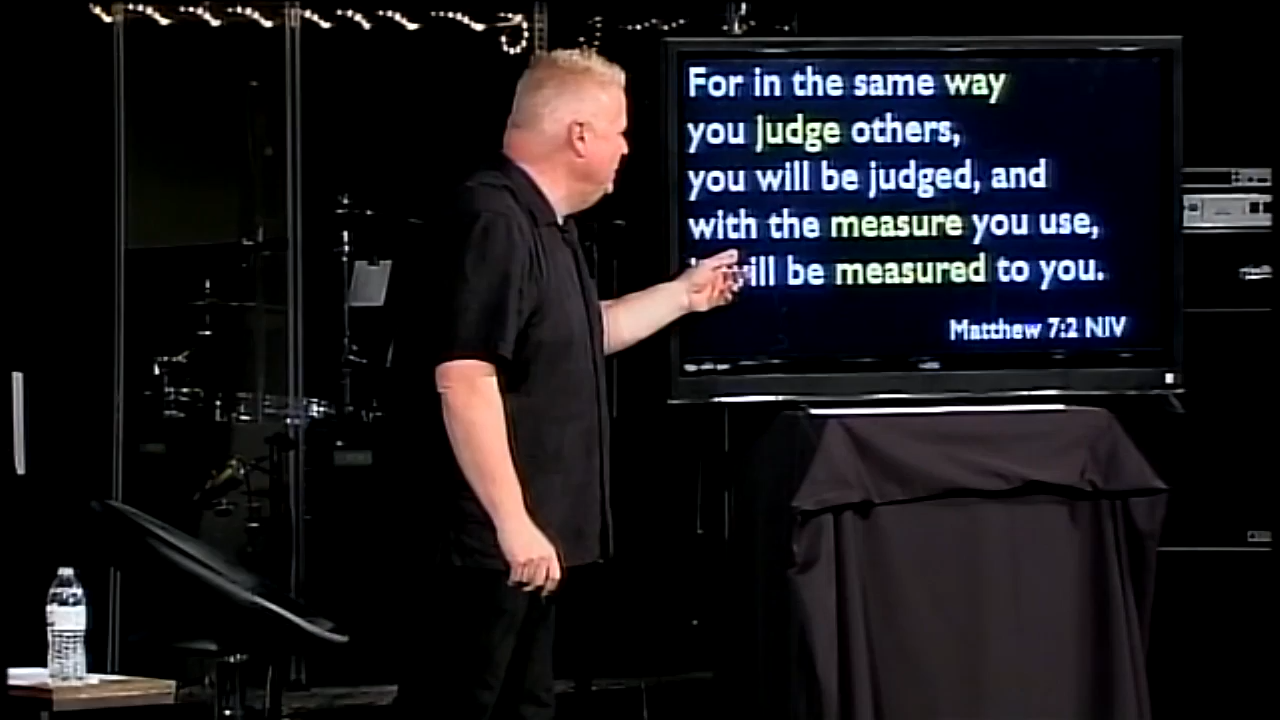 For in the same way
you judge others,
you will be judged, and
with the measure you use,
will be measured to you.
Matthew 7:2 NIV